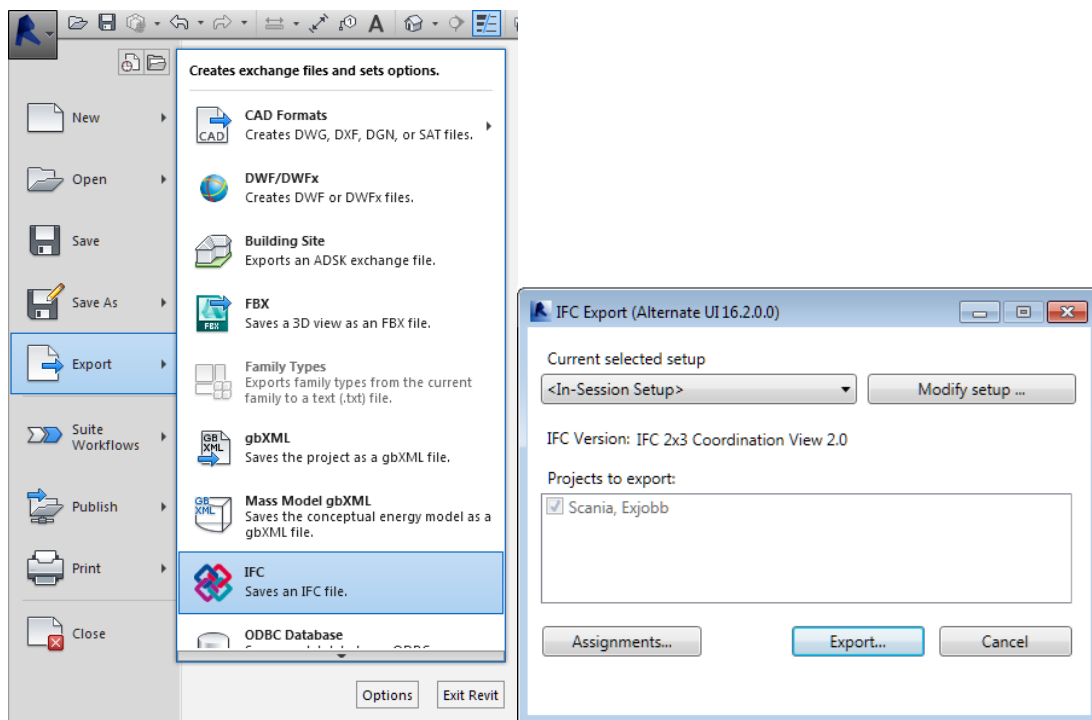 Creates exchange files and sets options.
New
Open
Save
Save As
Export
Suite
Workflows
Publish
Print
Close
CAD
CAD Formats
Creates DWG, DXF, DGN, or SAT files.
DWF/DWFx
Creates DWF or DWFx files.
Building Site
Exports an ADSK exchange file.
FBX
FBX
Saves a 3D view as an FBX file.
Family Types
Exports family types from the current
family to a text (.txt) file.
GB
XML
gbXML
Saves the project as a gbXML file.
GB
XML
Mass Model gbXML
Saves the conceptual energy model as a
gbXML file.
IFC
Saves an IFC file.
ODBC Database
Options
Exit Revit
IFC Export (Alternate UI 16.2.0.0)
Current selected setup
<In-Session Setup>
Modify setup ...
IFC Version: IFC 2x3 Coordination View 2.0
Projects to export:
Scania, Exjobb
Assignments...
Export...
Cancel